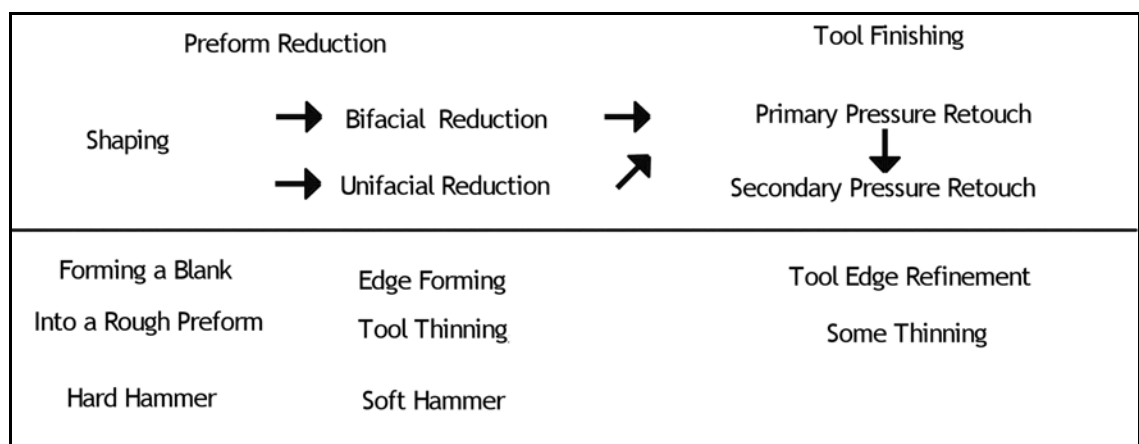 Preform Reduction
Tool Finishing
Shaping
Bifacial Reduction
Primary Pressure Retouch
Unifacial Reduction
Secondary Pressure Retouch
Forming a Blank
Into a Rough Preform
Hard Hammer
Edge Forming
Tool Thinning
Soft Hammer
Tool Edge Refinement
Some Thinning